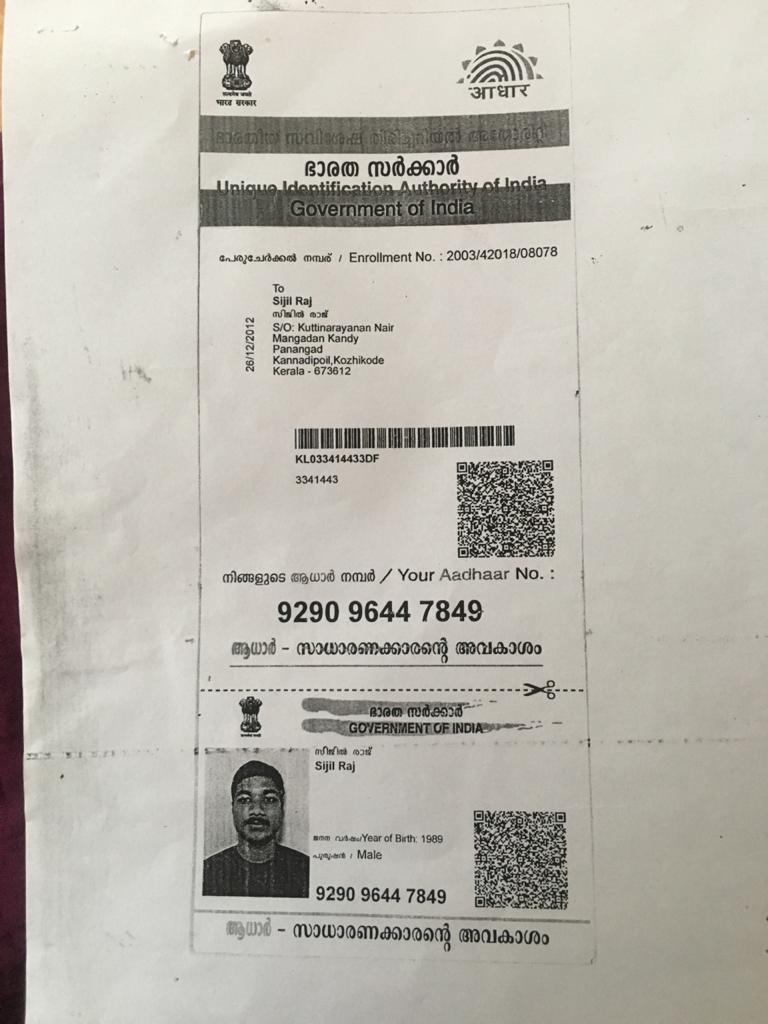 भारत सरकार
आधार
ഭാരതീയ സവിശേഷ തിരിച്ചറിയൽ അതോറിറ്റി
ഭാരത സർക്കാർ
Unique Identification Authority of India
Government of India
പേരുചേർക്കൽ നമ്പര് / Enrollment No. : 2003/42018/08078
To
Sijil Raj
സിജിൽ രാജ്
S/O: Kuttinarayanan Nair
Mangadan Kandy
Panangad
Kannadipoil,Kozhikode
Kerala - 673612
26/12/2012
KL033414433DF
3341443
നിങ്ങളുടെ ആധാർ നമ്പർ / Your Aadhaar No. :
9290 9644 7849
ആധാർ - സാധാരണക്കാരന്റെ അവകാശം
ഭാരത സർക്കാർ
GOVERNMENT OF INDIA
സിജിൽ രാജ്
Sijil Raj
ജനന വർഷം/Year of Birth: 1989
പുരുഷൻ / Male
9290 9644 7849
ആധാർ - സാധാരണക്കാരന്റെ അവകാശം